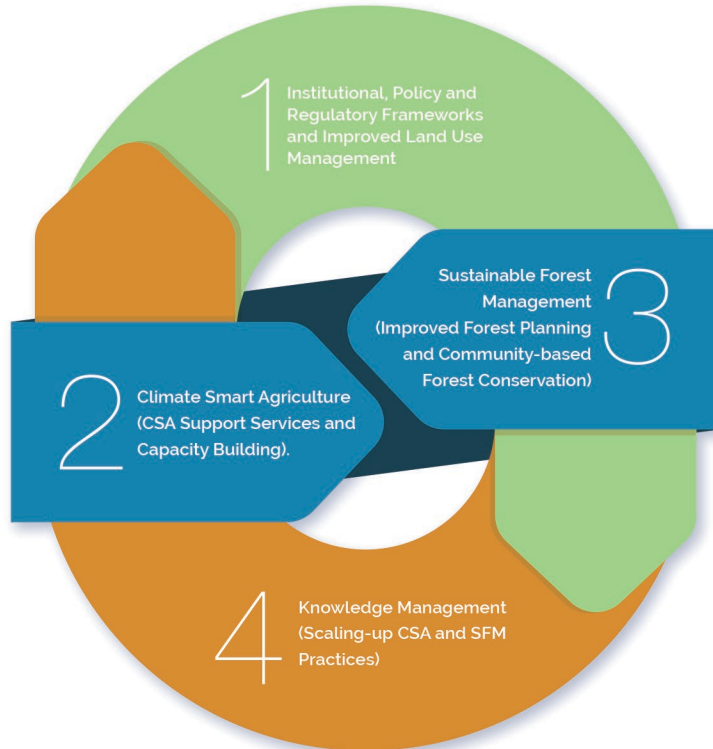 1
Institutional, Policy and
Regulatory Frameworks
and Improved Land Use
Management
2
Climate Smart Agriculture
(CSA Support Services and
Capacity Building).
3
Sustainable Forest
Management
(Improved Forest Planning
and Community-based
Forest Conservation)
4
Knowledge Management
(Scaling-up CSA and SFM
Practices)